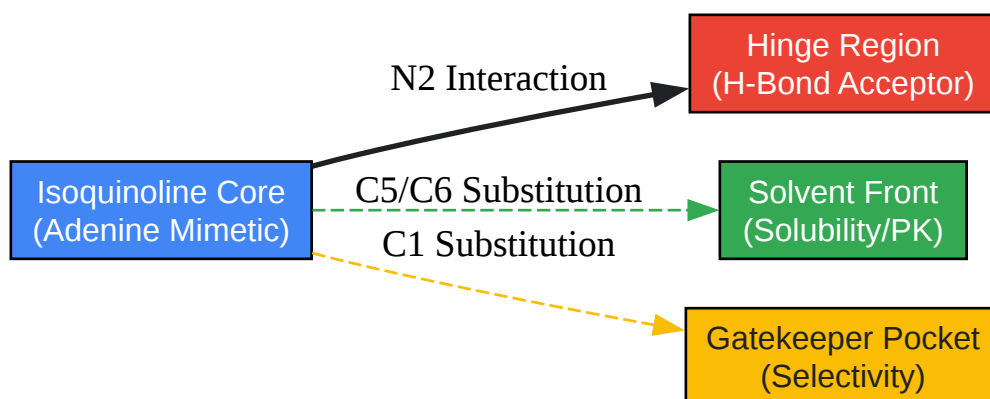 Hinge Region
(H-Bond Acceptor)
N2 Interaction
Isoquinoline Core
(Adenine Mimetic)
C5/C6 Substitution
Solvent Front
(Solubility/PK)
C1 Substitution
Gatekeeper Pocket
(Selectivity)